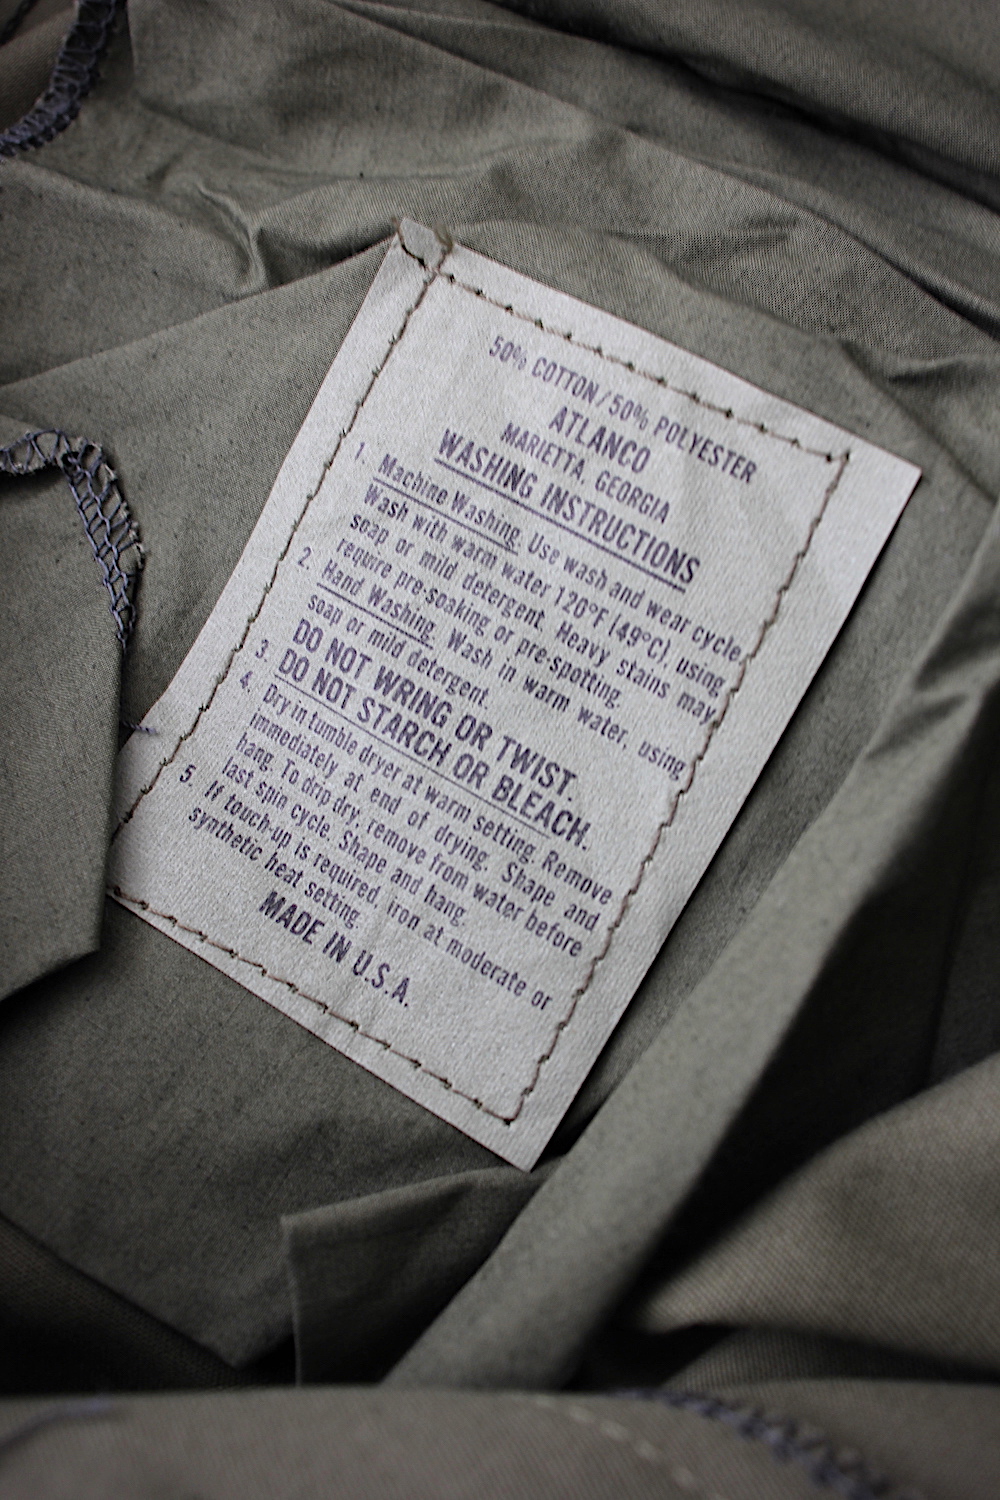 50% COTTON/50% POLYESTER
ATLANCO
MARIETTA, GEORGIA
WASHING INSTRUCTIONS
1. Machine Washing. Use wash and wear cycle.
Wash with warm water 120°F (49°C), using
soap or mild detergent. Heavy stains may
require pre-soaking or pre-spotting.
2. Hand Washing. Wash in warm water, using
soap or mild detergent.
DO NOT WRING OR TWIST.
3. DO NOT STARCH OR BLEACH.
4. Dry in tumble dryer at warm setting. Remove
immediately at end of drying. Shape and
hang. To drip dry, remove from water before
last spin cycle. Shape and hang.
5. If touch-up is required, iron at moderate or
synthetic heat setting.
MADE IN U.S.A.